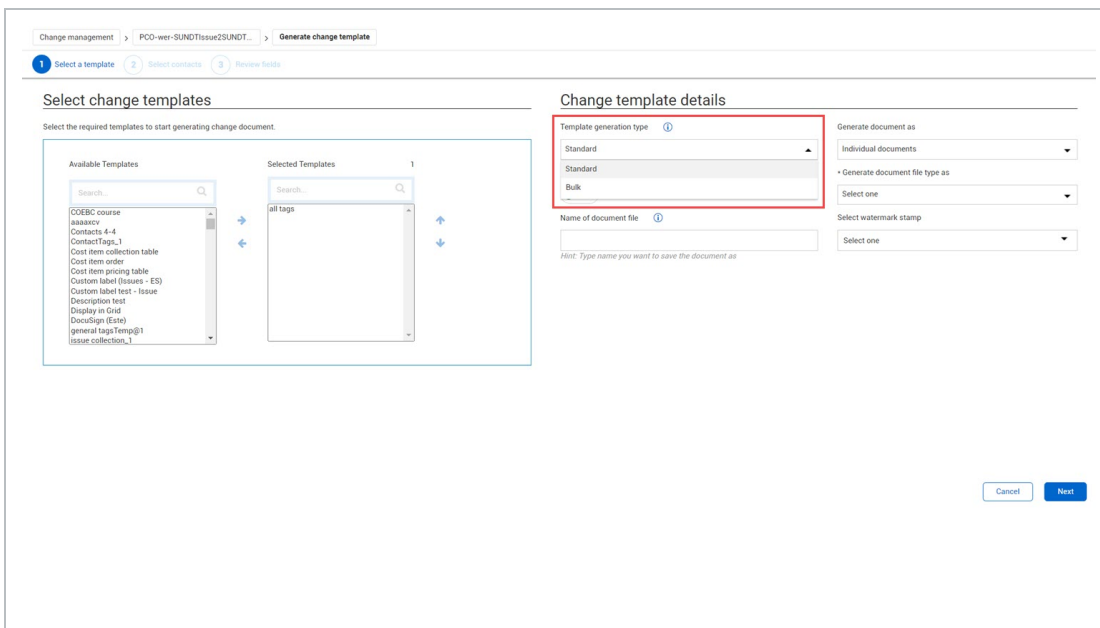 Change management > PCO-wer-SUNDTIssue2SUNDT... > Generate change template
1 Select a template 2 Select contacts 3 Review fields
Select change templates
Select the required templates to start generating change document.
Available Templates
Search...
COEBC course
aaaaxcv
Contacts 4-4
ContactTags_1
Cost item collection table
Cost item order
Cost item pricing table
Custom label (Issues - ES)
Custom label test - Issue
Description test
Display in Grid
DocuSign (Este)
general tagsTemp@1
issue collection_1
Selected Templates 1
Search...
all tags
Change template details
Template generation type
Standard
Standard
Bulk
Name of document file
Hint: Type name you want to save the document as
Generate document as
Individual documents
* Generate document file type as
Select one
Select watermark stamp
Select one
Cancel Next